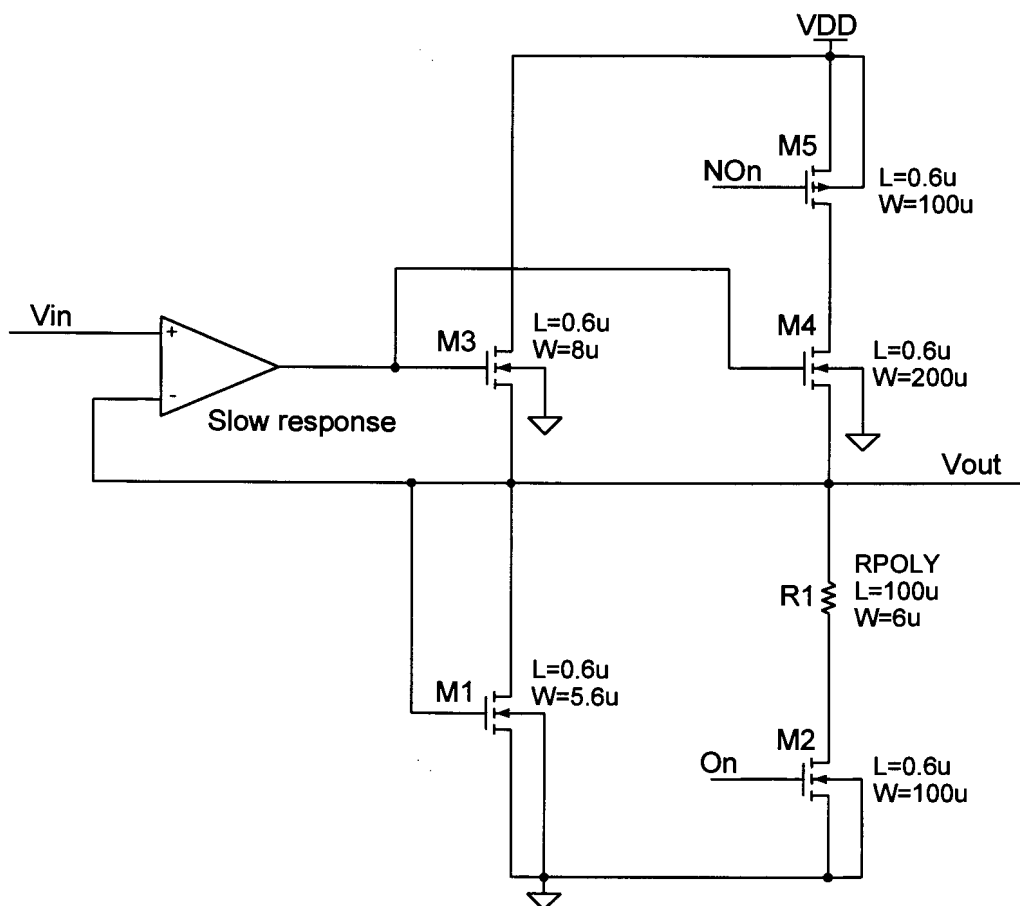 VDD
M5
NOn
L=0.6u
W=100u
Vin
+
-
Slow response
M3
L=0.6u
W=8u
M4
L=0.6u
W=200u
Vout
RPOLY
R1
L=100u
W=6u
M1
L=0.6u
W=5.6u
M2
On
L=0.6u
W=100u